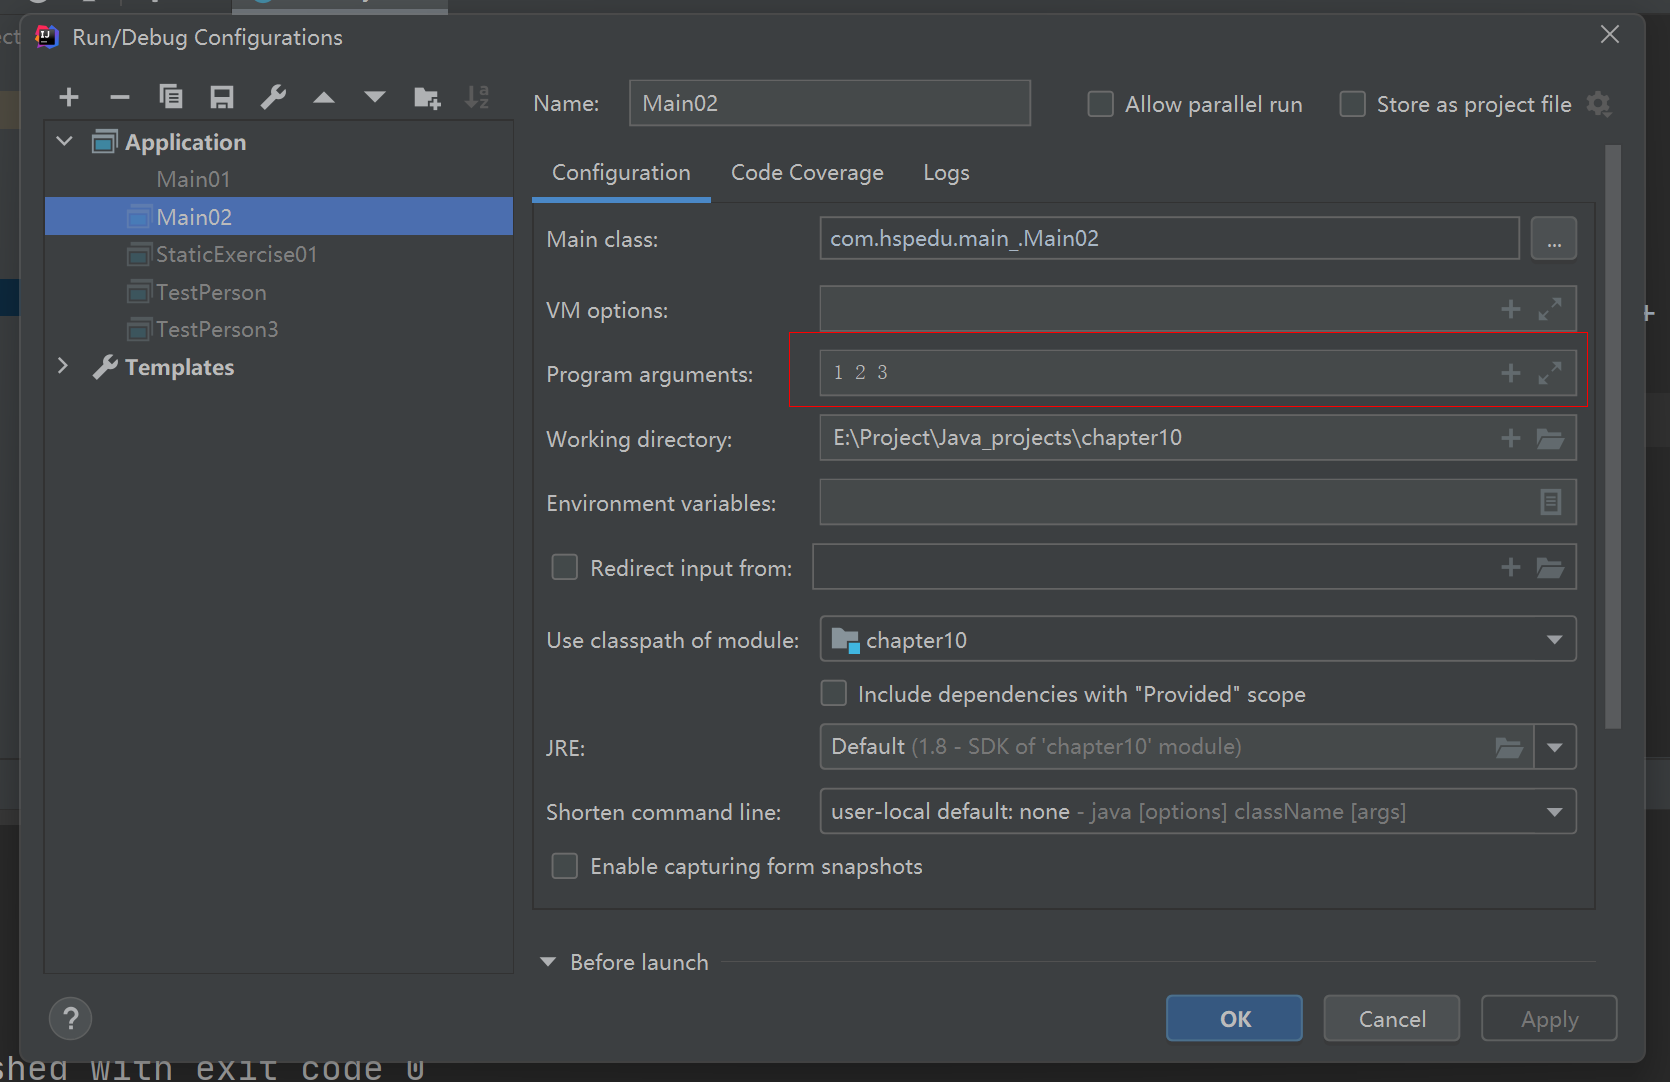 Run/Debug Configurations
Name: Main02 Allow parallel run Store as project file
Application
Main01
Main02
StaticExercise01
TestPerson
TestPerson3
Templates
Configuration Code Coverage Logs
Main class: com.hspedu.main_.Main02 ...
VM options:
Program arguments: 1 2 3
Working directory: E:\Project\Java_projects\chapter10
Environment variables:
Redirect input from:
Use classpath of module: chapter10
Include dependencies with "Provided" scope
JRE: Default (1.8 - SDK of 'chapter10' module)
Shorten command line: user-local default: none - java [options] className [args]
Enable capturing form snapshots
Before launch
? OK Cancel Apply
shed with exit code 0